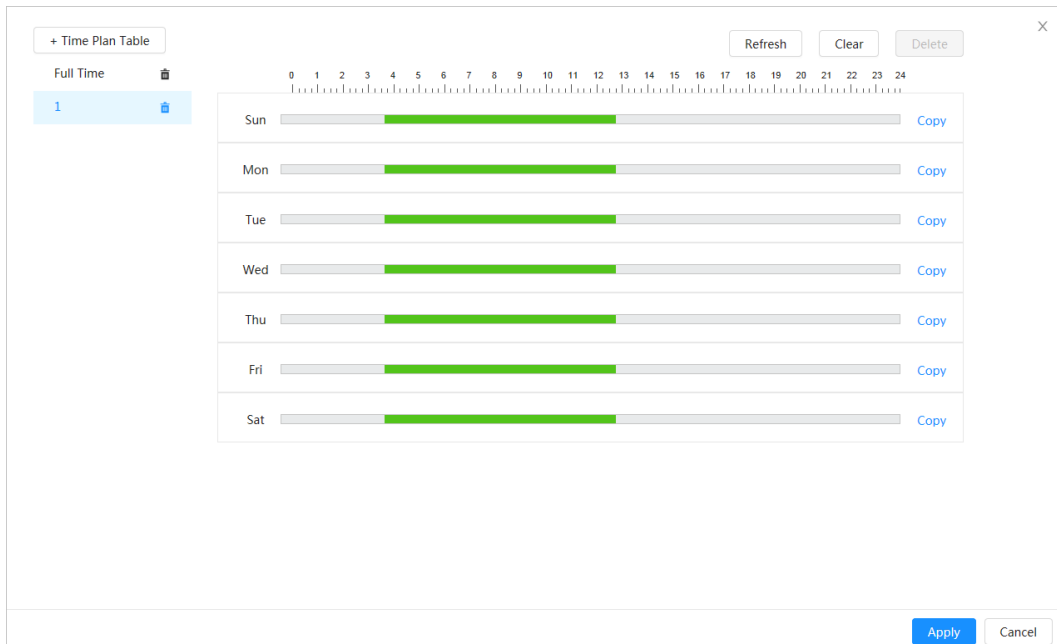 + Time Plan Table
Refresh Clear Delete
Full Time
0 1 2 3 4 5 6 7 8 9 10 11 12 13 14 15 16 17 18 19 20 21 22 23 24
1
Sun Copy
Mon Copy
Tue Copy
Wed Copy
Thu Copy
Fri Copy
Sat Copy
Apply Cancel